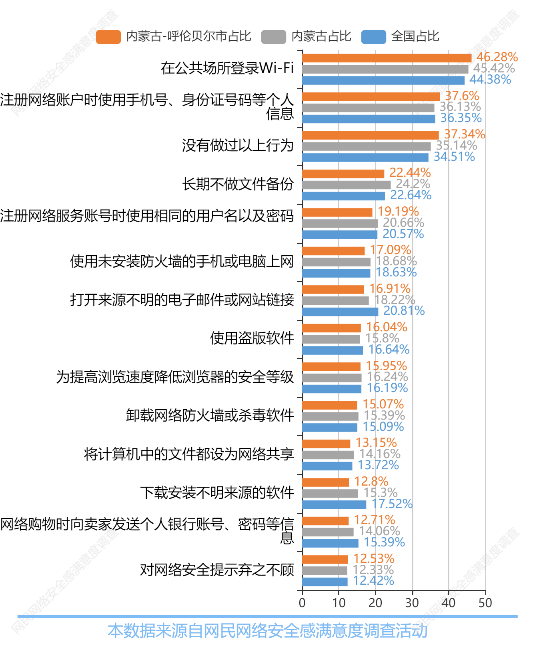 内蒙古-呼伦贝尔市占比 内蒙古占比 全国占比
在公共场所登录Wi-Fi 46.28% 45.42% 44.38%
注册网络账户时使用手机号、身份证号码等个人
信息 37.6% 36.13% 36.35%
没有做过以上行为 37.34% 35.14% 34.51%
长期不做文件备份 22.44% 24.2% 22.64%
注册网络服务账号时使用相同的用户名以及密码 19.19% 20.66% 20.57%
使用未安装防火墙的手机或电脑上网 17.09% 18.68% 18.63%
打开来源不明的电子邮件或网站链接 16.91% 18.22% 20.81%
使用盗版软件 16.04% 15.8% 16.64%
为提高浏览速度降低浏览器的安全等级 15.95% 16.24% 16.19%
卸载网络防火墙或杀毒软件 15.07% 15.39% 15.09%
将计算机中的文件都设为网络共享 13.15% 14.16% 13.72%
下载安装不明来源的软件 12.8% 15.3% 17.52%
网络购物时向卖家发送个人银行账号、密码等信
息 12.71% 14.06% 15.39%
对网络安全提示弃之不顾 12.53% 12.33% 12.42%
0 10 20 30 40 50
本数据来源自网民网络安全感满意度调查活动